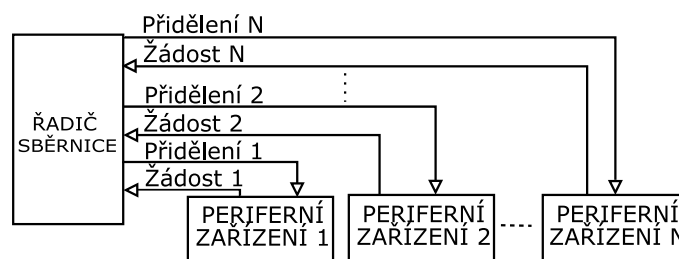 Přidělení N
Žádost N
Přidělení 2
Žádost 2
Přidělení 1
Žádost 1
ŘADIČ
SBĚRNICE
PERIFERNÍ
ZAŘÍZENÍ 1
PERIFERNÍ
ZAŘÍZENÍ 2
PERIFERNÍ
ZAŘÍZENÍ N